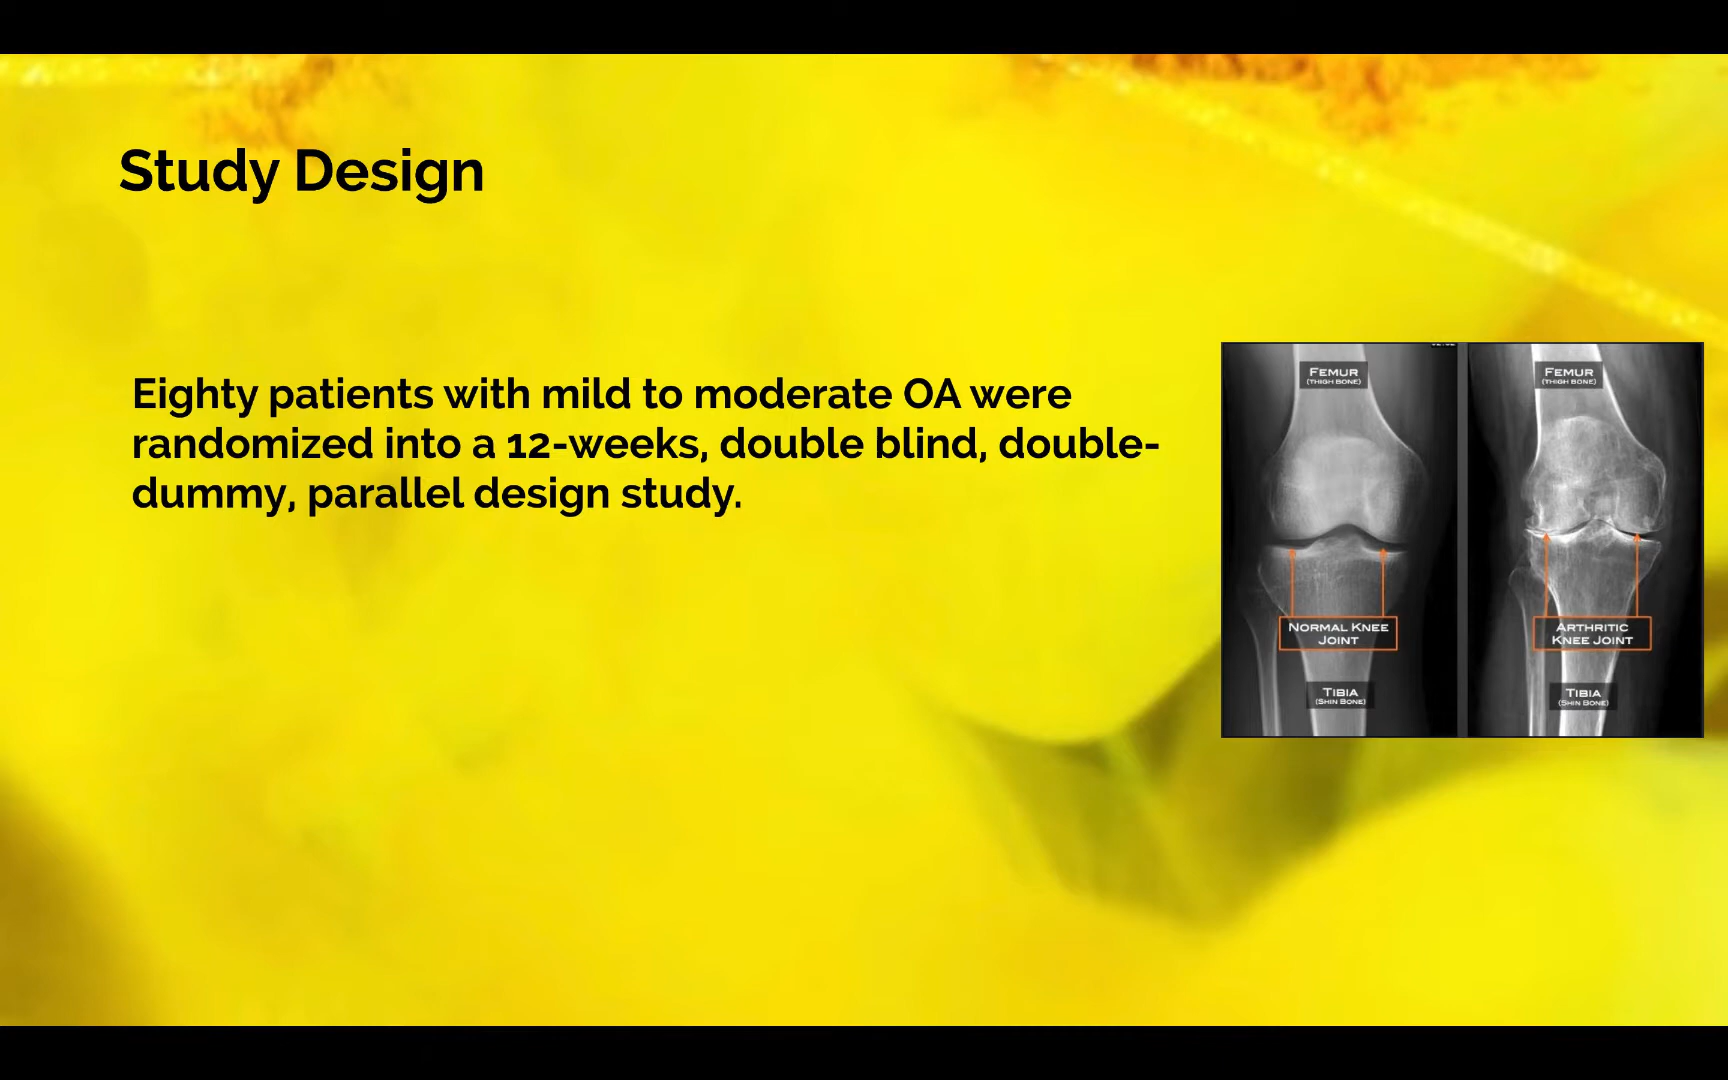 Study Design
Eighty patients with mild to moderate OA were
randomized into a 12-weeks, double blind, double-
dummy, parallel design study.
FEMUR
(THIGH BONE)
NORMAL KNEE
JOINT
TIBIA
(SHIN BONE)
FEMUR
(THIGH BONE)
ARTHRITIC
KNEE JOINT
TIBIA
(SHIN BONE)